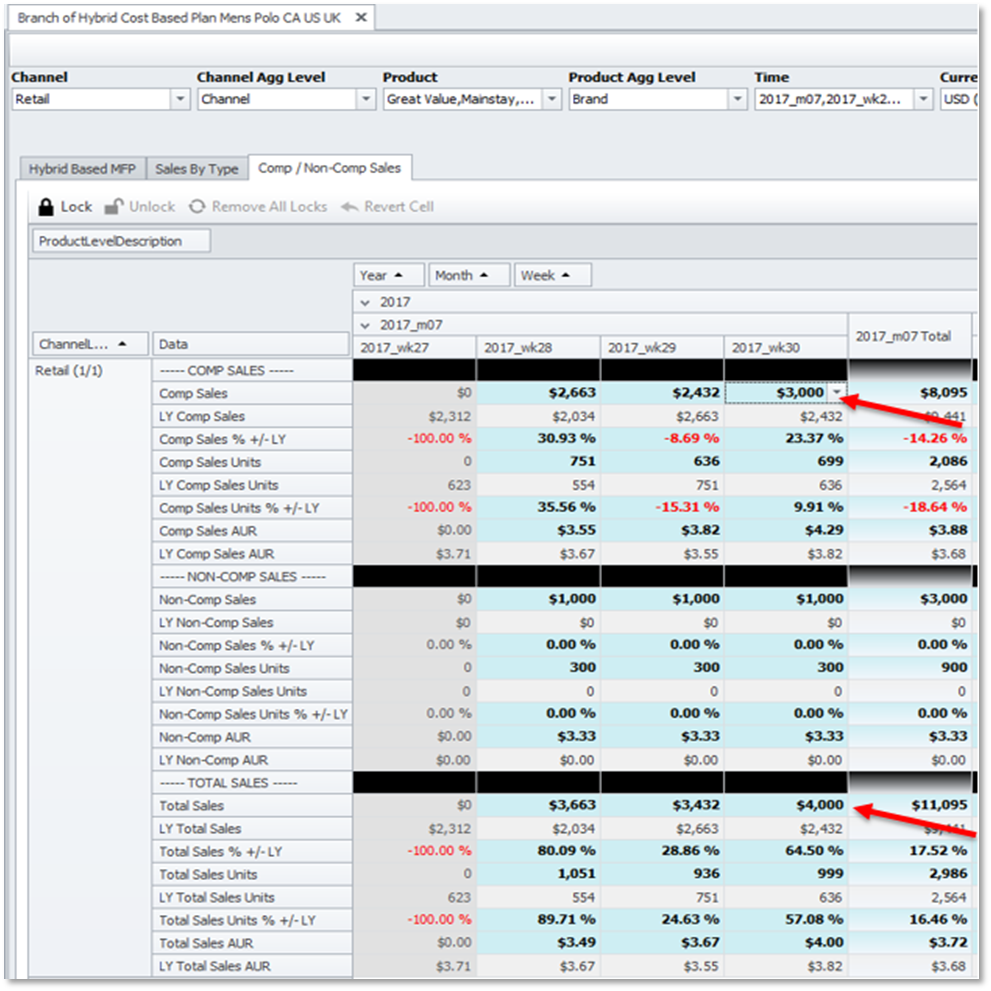 Branch of Hybrid Cost Based Plan Mens Polo CA US UK
Channel Channel Agg Level Product Product Agg Level Time Curre
Retail Channel Great Value,Mainstay,... Brand 2017_m07,2017_wk2... USD (
Hybrid Based MFP Sales By Type Comp / Non-Comp Sales
Lock Unlock Remove All Locks Revert Cell
ProductLevelDescription
Year Month Week
2017
2017_m07
2017_m07 Total
ChannelL... Data 2017_wk27 2017_wk28 2017_wk29 2017_wk30
Retail (1/1) ----- COMP SALES -----
Comp Sales $0 $2,663 $2,432 $3,000 $8,095
LY Comp Sales $2,312 $2,034 $2,663 $2,432 $9,441
Comp Sales % +/- LY -100.00 % 30.93 % -8.69 % 23.37 % -14.26 %
Comp Sales Units 0 751 636 699 2,086
LY Comp Sales Units 623 554 751 636 2,564
Comp Sales Units % +/-LY -100.00 % 35.56 % -15.31 % 9.91 % -18.64 %
Comp Sales AUR $0.00 $3.55 $3.82 $4.29 $3.88
LY Comp Sales AUR $3.71 $3.67 $3.55 $3.82 $3.68
----- NON-COMP SALES -----
Non-Comp Sales $0 $1,000 $1,000 $1,000 $3,000
LY Non-Comp Sales $0 $0 $0 $0 $0
Non-Comp Sales % +/-LY 0.00 % 0.00 % 0.00 % 0.00 % 0.00 %
Non-Comp Sales Units 0 300 300 300 900
LY Non-Comp Sales Units 0 0 0 0 0
Non-Comp Sales Units % +/-LY 0.00 % 0.00 % 0.00 % 0.00 % 0.00 %
Non-Comp AUR $0.00 $3.33 $3.33 $3.33 $3.33
LY Non-Comp AUR $0.00 $0.00 $0.00 $0.00 $0.00
----- TOTAL SALES -----
Total Sales $0 $3,663 $3,432 $4,000 $11,095
LY Total Sales $2,312 $2,034 $2,663 $2,432 $9,441
Total Sales % +/-LY -100.00 % 80.09 % 28.86 % 64.50 % 17.52 %
Total Sales Units 0 1,051 936 999 2,986
LY Total Sales Units 623 554 751 636 2,564
Total Sales Units % +/-LY -100.00 % 89.71 % 24.63 % 57.08 % 16.46 %
Total Sales AUR $0.00 $3.49 $3.67 $4.00 $3.72
LY Total Sales AUR $3.71 $3.67 $3.55 $3.82 $3.68